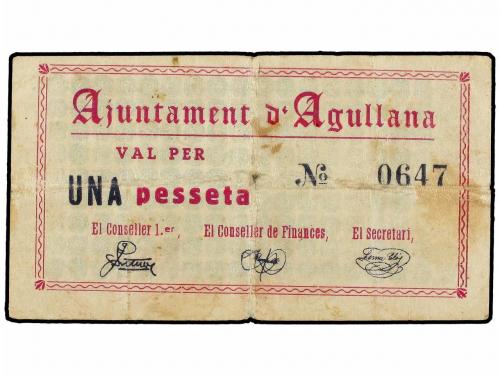 Ajuntament d'Agullana
VAL PER
Nº 0647
UNA pesseta
El Conseller 1.er, El Conseller de Finances, El Secretari,